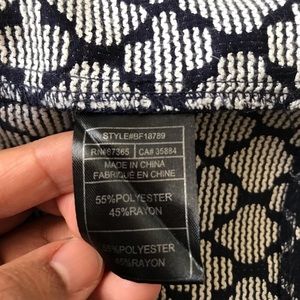 STYLE#BF18789
RN#87365 CA# 35884
MADE IN CHINA
FABRIQUÉ EN CHINE
55%POLYESTER
45%RAYON
55%POLYESTER
45%RAYON